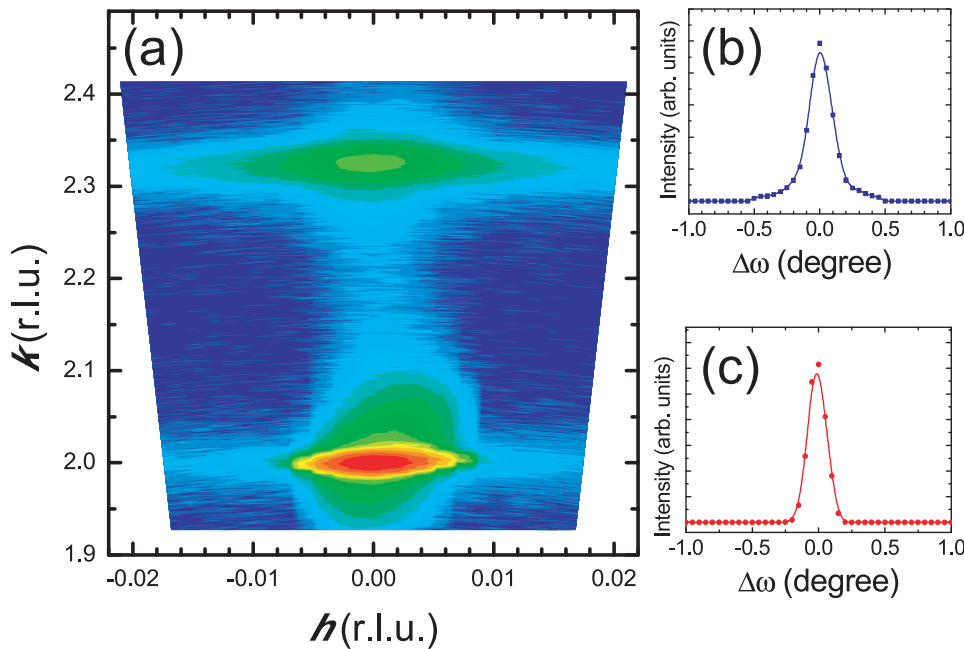 (a)
2.4
2.3
2.2
2.1
2.0
1.9
k (r.l.u.)
-0.02 -0.01 0.00 0.01 0.02
h (r.l.u.)
(b)
Intensity (arb. units)
-1.0 -0.5 0.0 0.5 1.0
Δω (degree)
(c)
Intensity (arb. units)
-1.0 -0.5 0.0 0.5 1.0
Δω (degree)